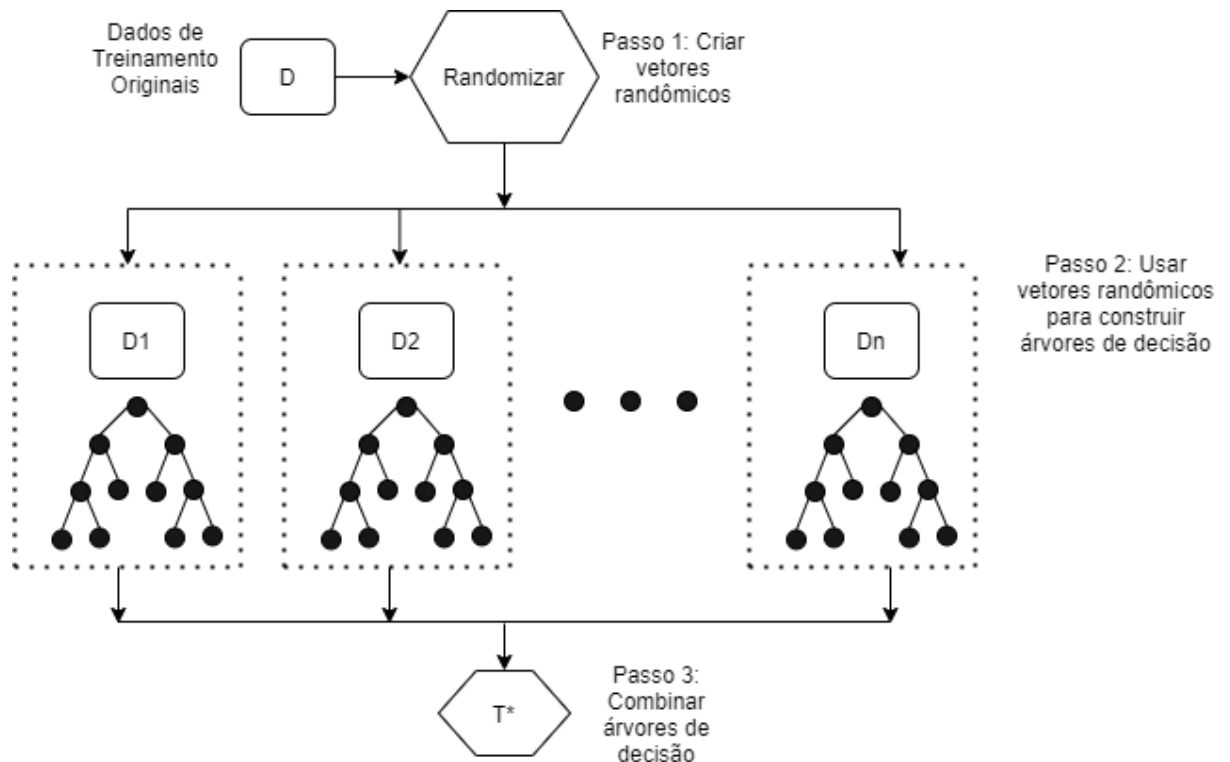 Dados de
Treinamento
Originais
D
Randomizar
Passo 1: Criar
vetores
randômicos
D1
D2
Dn
Passo 2: Usar
vetores randômicos
para construir
árvores de decisão
T*
Passo 3:
Combinar
árvores de
decisão